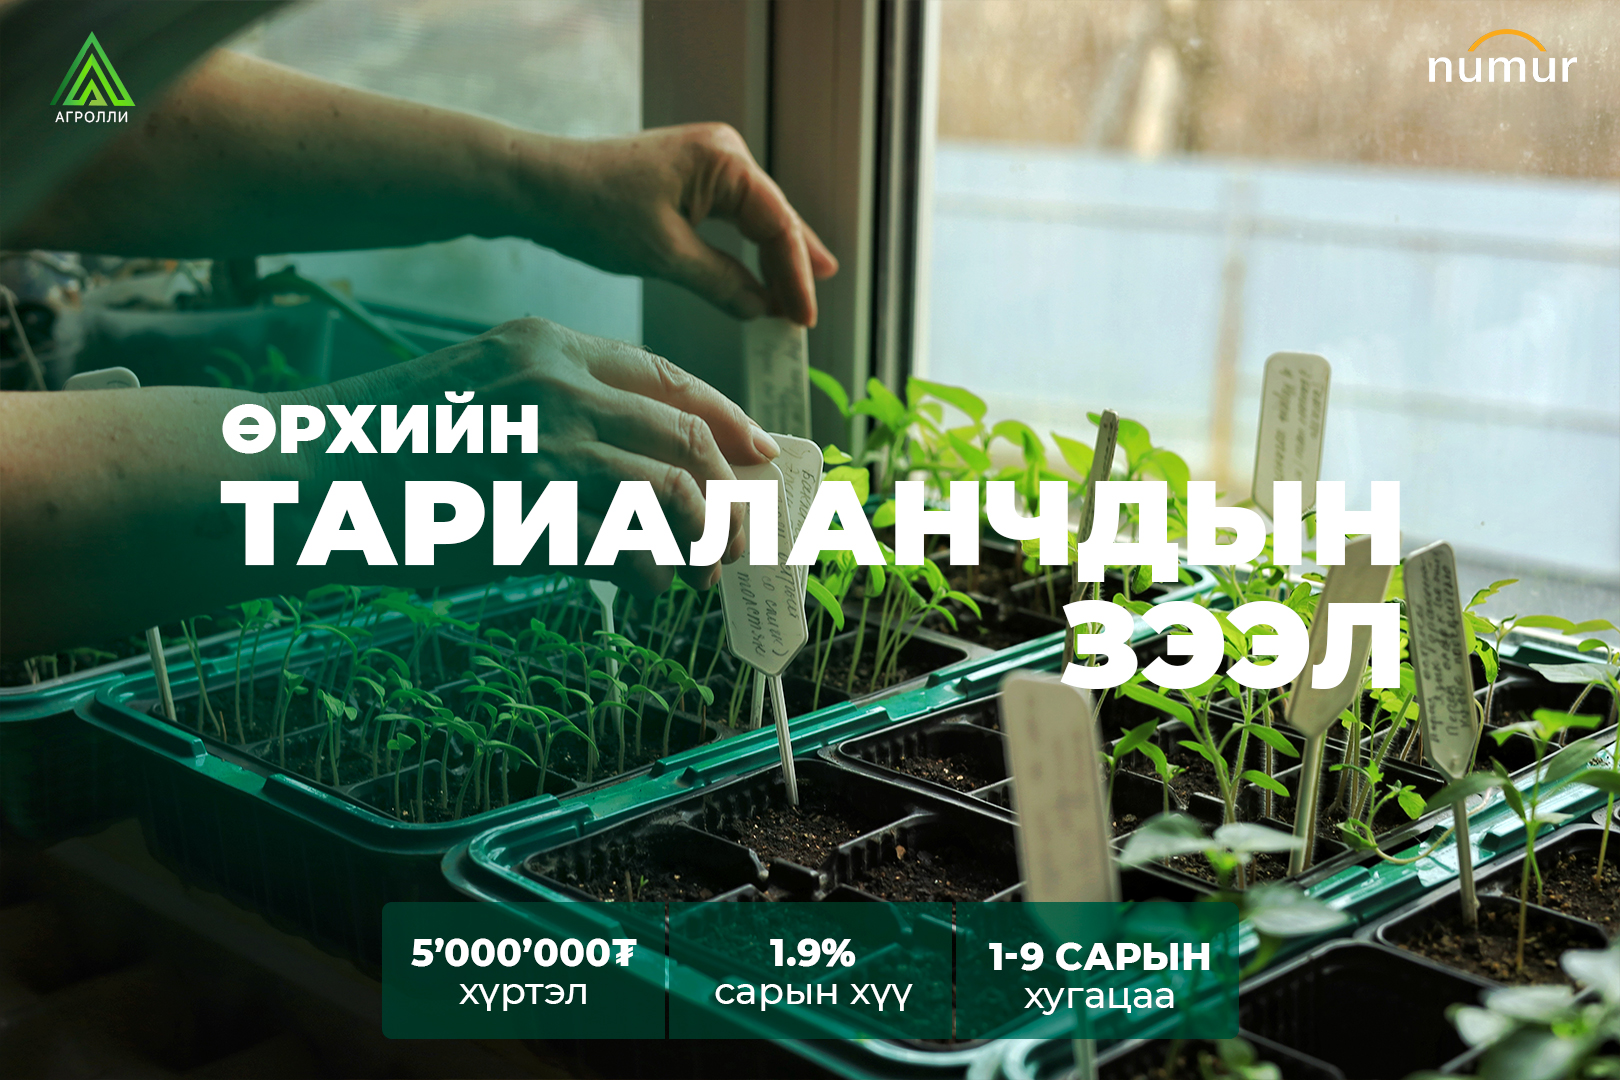 АГРОЛЛИ
numur
ӨРХИЙН
ТАРИАЛАНЧДЫН
ЗЭЭЛ
5’000’000₮
хүртэл
1.9%
сарын хүү
1-9 САРЫН
хугацаа